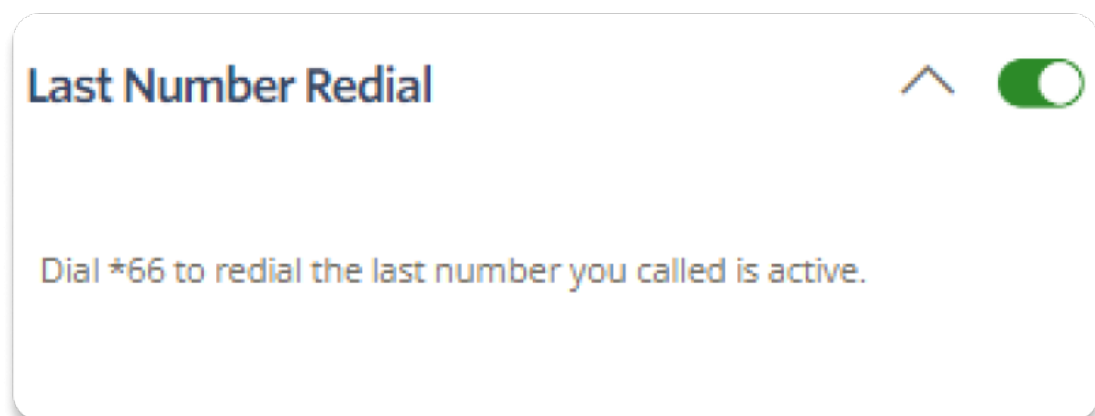 Last Number Redial
Dial *66 to redial the last number you called is active.